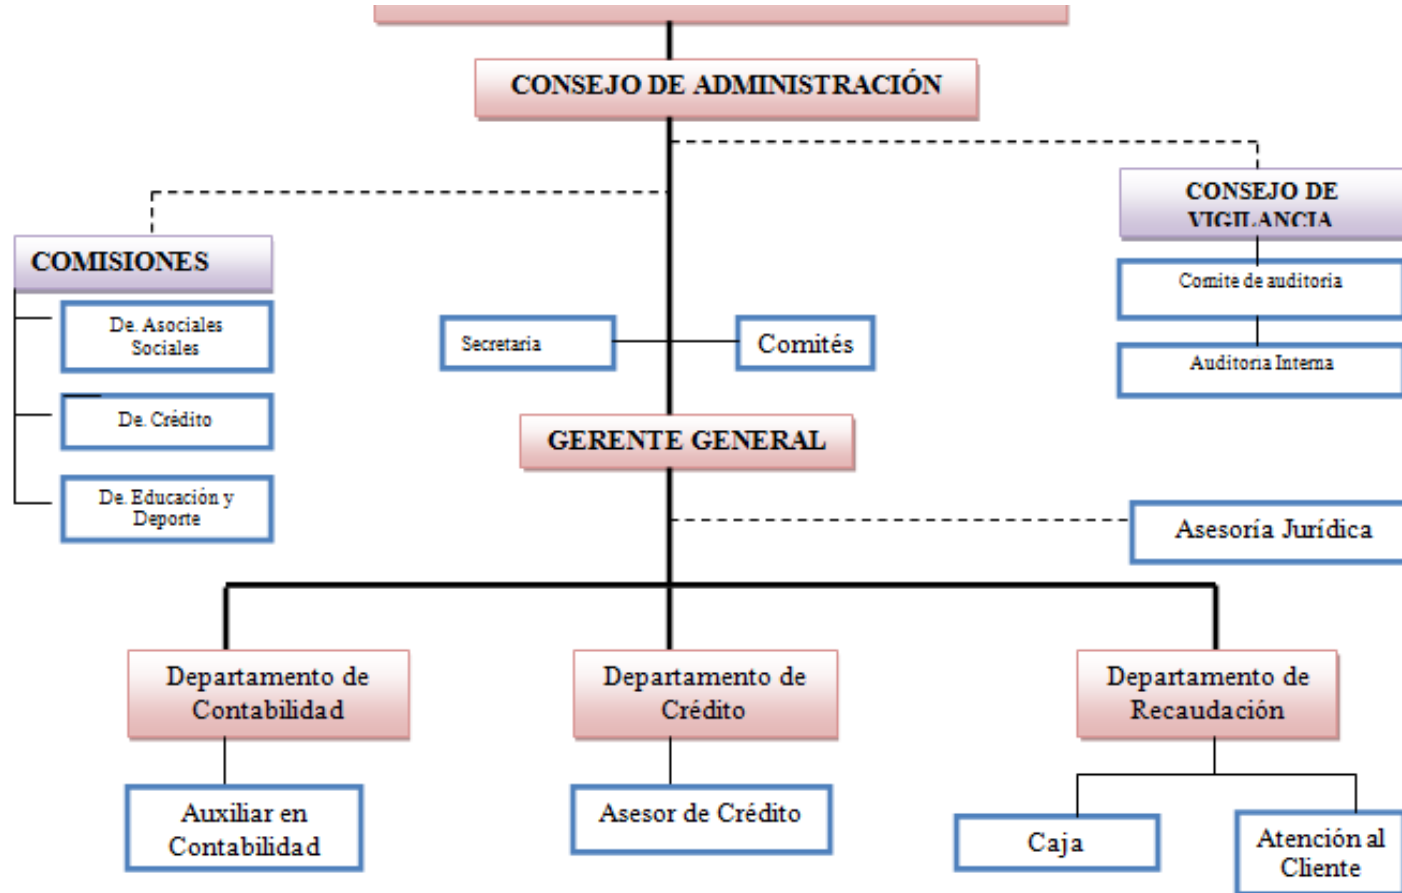 CONSEJO DE ADMINISTRACIÓN
CONSEJO DE
VIGILANCIA
COMISIONES
Comite de auditoria
De. Asociales
Sociales
Secretaria
Comités
Auditoria Interna
De. Crédito
GERENTE GENERAL
De. Educación y
Deporte
Asesoría Jurídica
Departamento de
Contabilidad
Departamento de
Crédito
Departamento de
Recaudación
Auxiliar en
Contabilidad
Asesor de Crédito
Caja
Atención al
Cliente